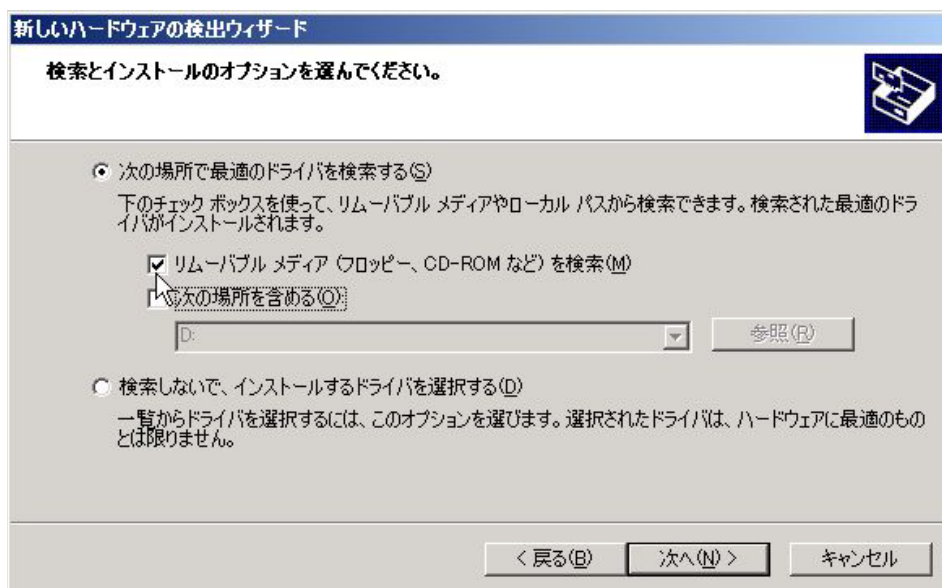 新しいハードウェアの検出ウィザード
検索とインストールのオプションを選んでください。
次の場所で最適のドライバを検索する(S)
下のチェック ボックスを使って、リムーバブル メディアやローカル パスから検索できます。検索された最適のドラ
イバがインストールされます。
リムーバブル メディア (フロッピー、CD-ROM など) を検索(M)
次の場所を含める(O)
D:
参照(R)
検索しないで、インストールするドライバを選択する(D)
一覧からドライバを選択するには、このオプションを選びます。選択されたドライバは、ハードウェアに最適のもの
とは限りません。
< 戻る(B) 次へ(N) > キャンセル